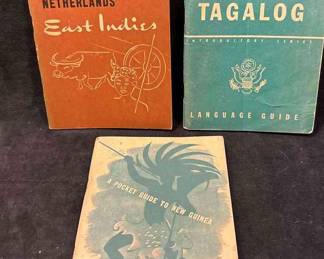 NETHERLANDS
East Indies
TAGALOG
INTRODUCTORY SERIES
LANGUAGE GUIDE
A POCKET GUIDE TO NEW GUINEA